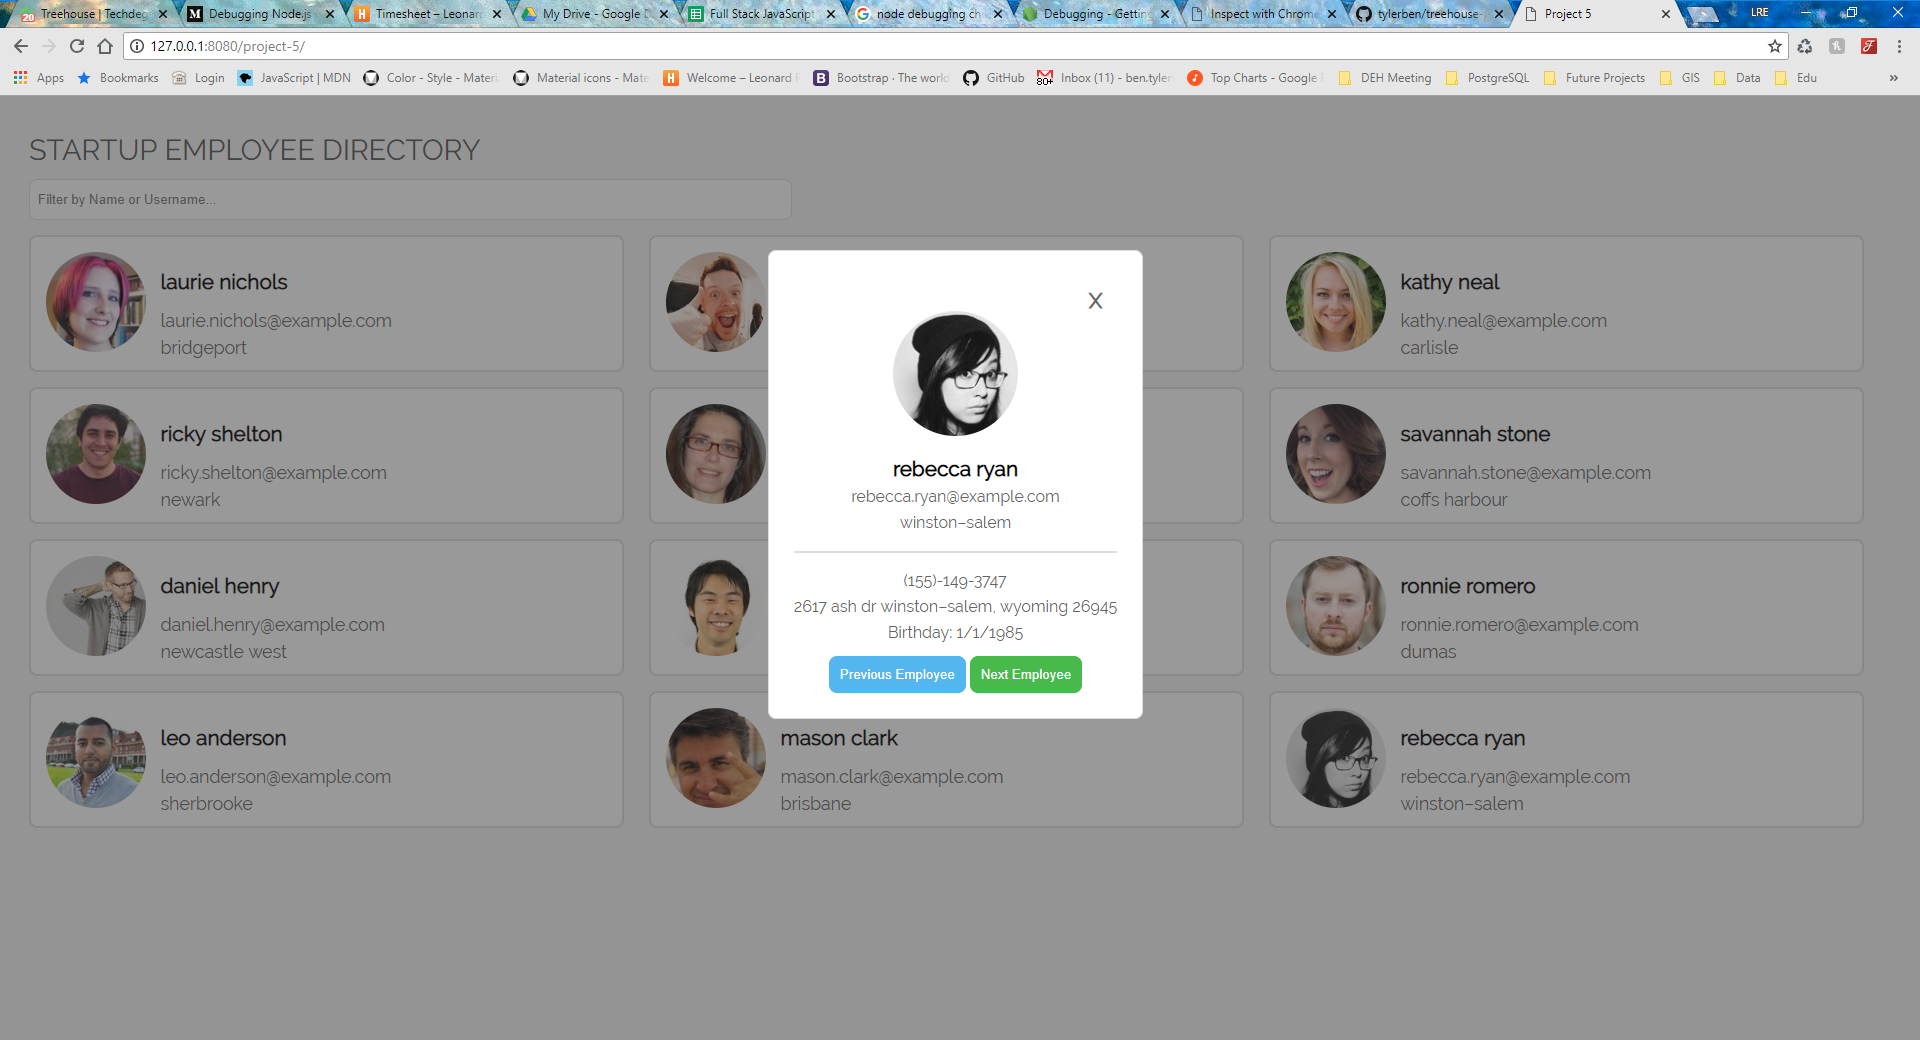 20 Treehouse | Techdeg
M Debugging Node.js
H Timesheet – Leonar
My Drive - Google D
Full Stack JavaScript
G node debugging ch
Debugging - Getting
Inspect with Chrome
tylerben/treehouse-
Project 5
LRE
127.0.0.1:8080/project-5/
Apps
Bookmarks
Login
JavaScript | MDN
Color - Style - Materi
Material icons - Mate
H Welcome – Leonard R
B Bootstrap · The world
GitHub
80+ Inbox (11) - ben.tyler
Top Charts - Google
DEH Meeting
PostgreSQL
Future Projects
GIS
Data
Edu
»
STARTUP EMPLOYEE DIRECTORY
Filter by Name or Username...
laurie nichols
laurie.nichols@example.com
bridgeport
kathy neal
kathy.neal@example.com
carlisle
ricky shelton
ricky.shelton@example.com
newark
savannah stone
savannah.stone@example.com
coffs harbour
daniel henry
daniel.henry@example.com
newcastle west
ronnie romero
ronnie.romero@example.com
dumas
leo anderson
leo.anderson@example.com
sherbrooke
mason clark
mason.clark@example.com
brisbane
rebecca ryan
rebecca.ryan@example.com
winston–salem
X
rebecca ryan
rebecca.ryan@example.com
winston–salem
(155)-149-3747
2617 ash dr winston–salem, wyoming 26945
Birthday: 1/1/1985
Previous Employee
Next Employee